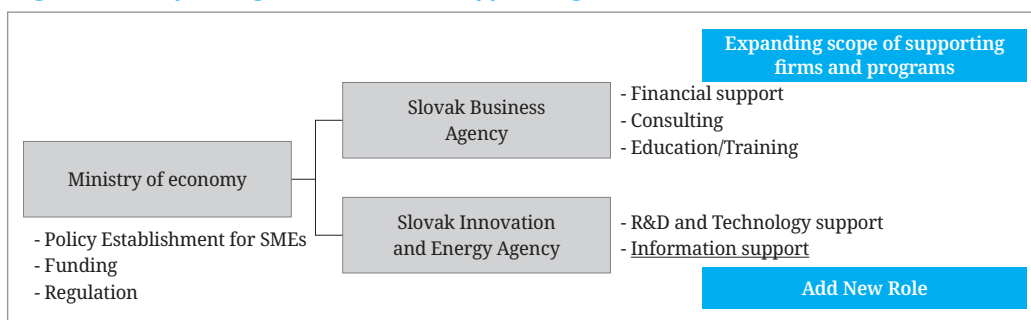 Expanding scope of supporting
firms and programs
Slovak Business
Agency
- Financial support
- Consulting
- Education/Training
Ministry of economy
- Policy Establishment for SMEs
- Funding
- Regulation
Slovak Innovation
and Energy Agency
- R&D and Technology support
- Information support
Add New Role